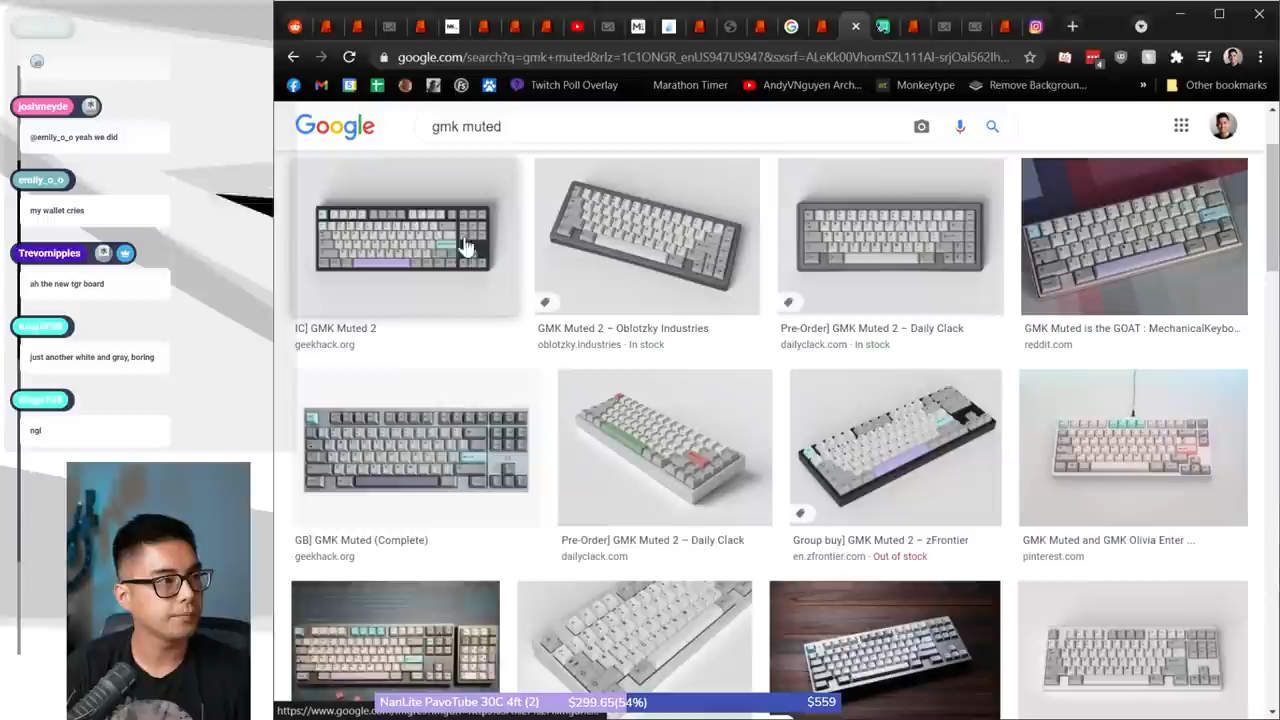 joshmeyde
@emily_o_o yeah we did
emily_o_o
my wallet cries
Trevornipples
ah the new tgr board
just another white and gray, boring
ngl
google.com/search?q=gmk+muted&rlz=1C1ONGR_enUS947US947&sxsrf=
Twitch Poll Overlay
Marathon Timer
AndyVNguyen Arch...
Monkeytype
Remove Backgroun...
»
Other bookmarks
Google
gmk muted
IC] GMK Muted 2
geekhack.org
GMK Muted 2 – Oblotzky Industries
oblotzky.industries · In stock
Pre-Order] GMK Muted 2 – Daily Clack
dailyclack.com · In stock
GMK Muted is the GOAT : MechanicalKeybo...
reddit.com
GB] GMK Muted (Complete)
geekhack.org
Pre-Order] GMK Muted 2 – Daily Clack
dailyclack.com
Group buy] GMK Muted 2 – zFrontier
en.zfrontier.com · Out of stock
GMK Muted and GMK Olivia Enter ...
pinterest.com
NanLite PavoTube 30C 4ft (2)
$299.65(54%)
$559